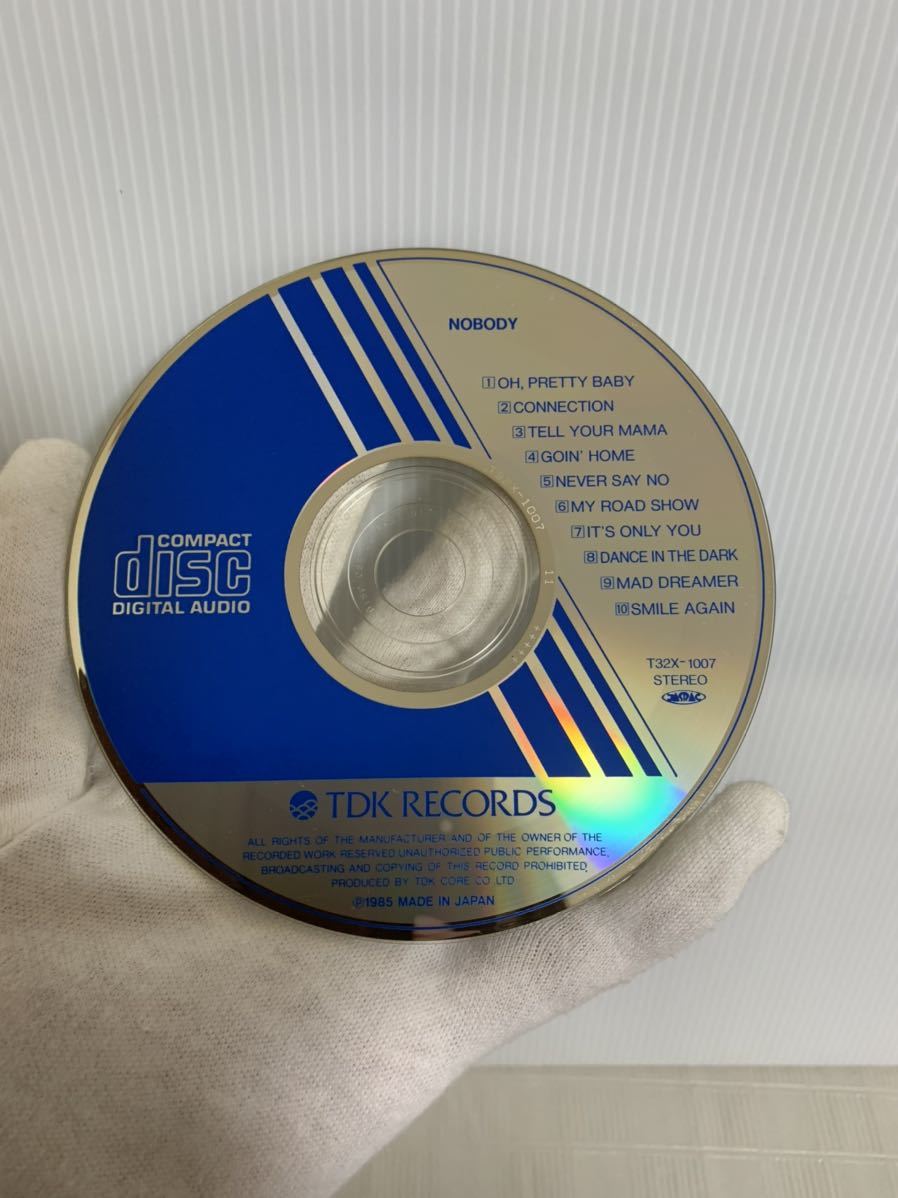 NOBODY
1 OH, PRETTY BABY
2 CONNECTION
3 TELL YOUR MAMA
4 GOIN' HOME
5 NEVER SAY NO
6 MY ROAD SHOW
7 IT'S ONLY YOU
8 DANCE IN THE DARK
9 MAD DREAMER
10 SMILE AGAIN
T32X-1007
STEREO
JASRAC
COMPACT
disc
DIGITAL AUDIO
X-1007 11 +++++
TDK RECORDS
ALL RIGHTS OF THE MANUFACTURER AND OF THE OWNER OF THE
RECORDED WORK RESERVED UNAUTHORIZED PUBLIC PERFORMANCE,
BROADCASTING AND COPYING OF THIS RECORD PROHIBITED,
PRODUCED BY TDK CORE CO LTD
Ⓟ1985 MADE IN JAPAN